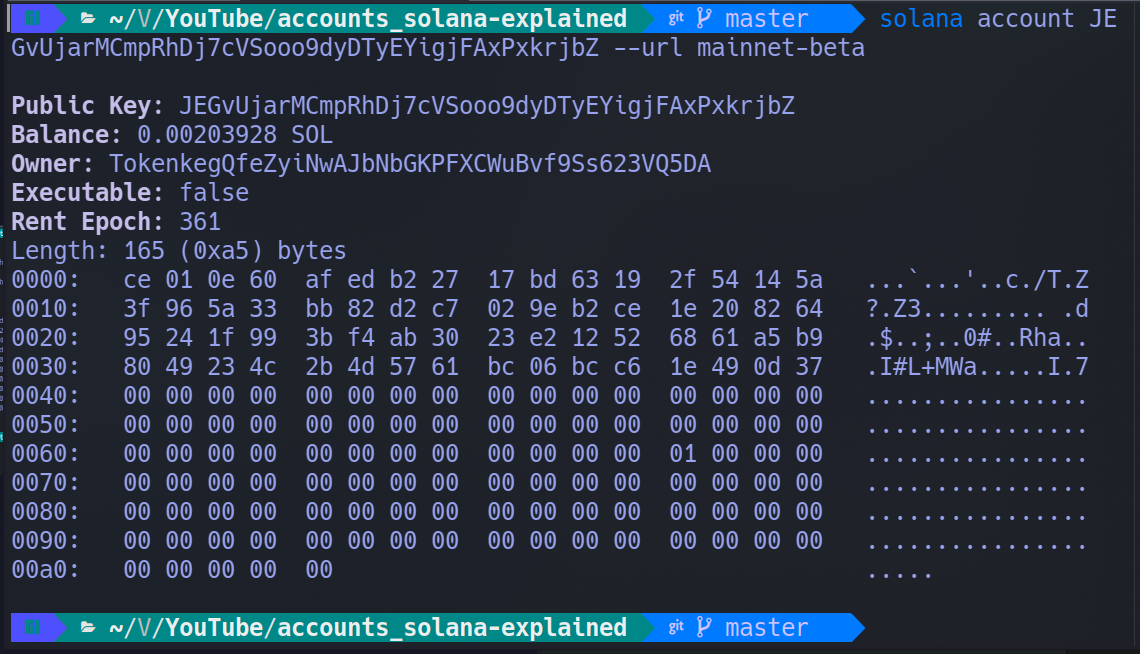 ~/V/YouTube/accounts_solana-explained git master solana account JE
GvUjarMCmpRhDj7cVSooo9dyDTyEYigjFAxPxkrjbZ --url mainnet-beta
Public Key: JEGvUjarMCmpRhDj7cVSooo9dyDTyEYigjFAxPxkrjbZ
Balance: 0.00203928 SOL
Owner: TokenkegQfeZyiNwAJbNbGKPFXCWuBvf9Ss623VQ5DA
Executable: false
Rent Epoch: 361
Length: 165 (0xa5) bytes
0000: ce 01 0e 60 af ed b2 27 17 bd 63 19 2f 54 14 5a ...`...'..c./T.Z
0010: 3f 96 5a 33 bb 82 d2 c7 02 9e b2 ce 1e 20 82 64 ?.Z3......... .d
0020: 95 24 1f 99 3b f4 ab 30 23 e2 12 52 68 61 a5 b9 .$..;..0#..Rha..
0030: 80 49 23 4c 2b 4d 57 61 bc 06 bc c6 1e 49 0d 37 .I#L+MWa.....I.7
0040: 00 00 00 00 00 00 00 00 00 00 00 00 00 00 00 00 ................
0050: 00 00 00 00 00 00 00 00 00 00 00 00 00 00 00 00 ................
0060: 00 00 00 00 00 00 00 00 00 00 00 00 01 00 00 00 ................
0070: 00 00 00 00 00 00 00 00 00 00 00 00 00 00 00 00 ................
0080: 00 00 00 00 00 00 00 00 00 00 00 00 00 00 00 00 ................
0090: 00 00 00 00 00 00 00 00 00 00 00 00 00 00 00 00 ................
00a0: 00 00 00 00 00 .....
~/V/YouTube/accounts_solana-explained git master